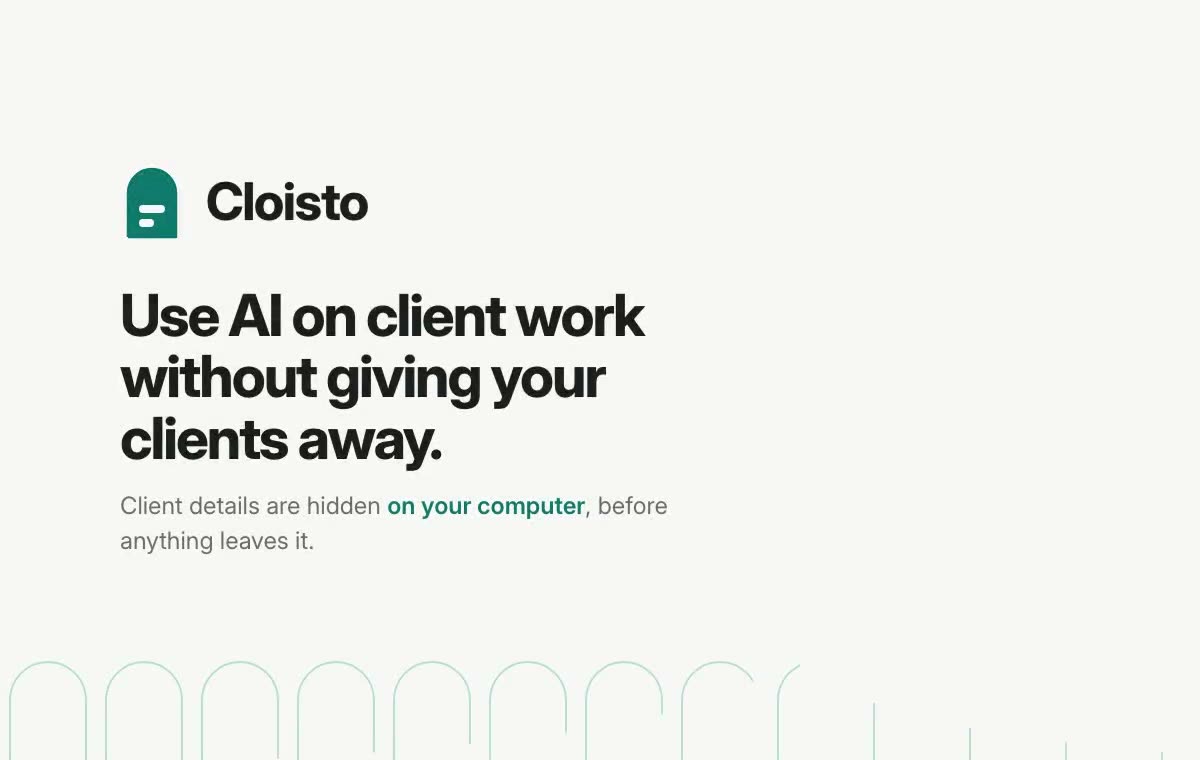 Cloisto
Use AI on client work
without giving your
clients away.
Client details are hidden on your computer, before
anything leaves it.